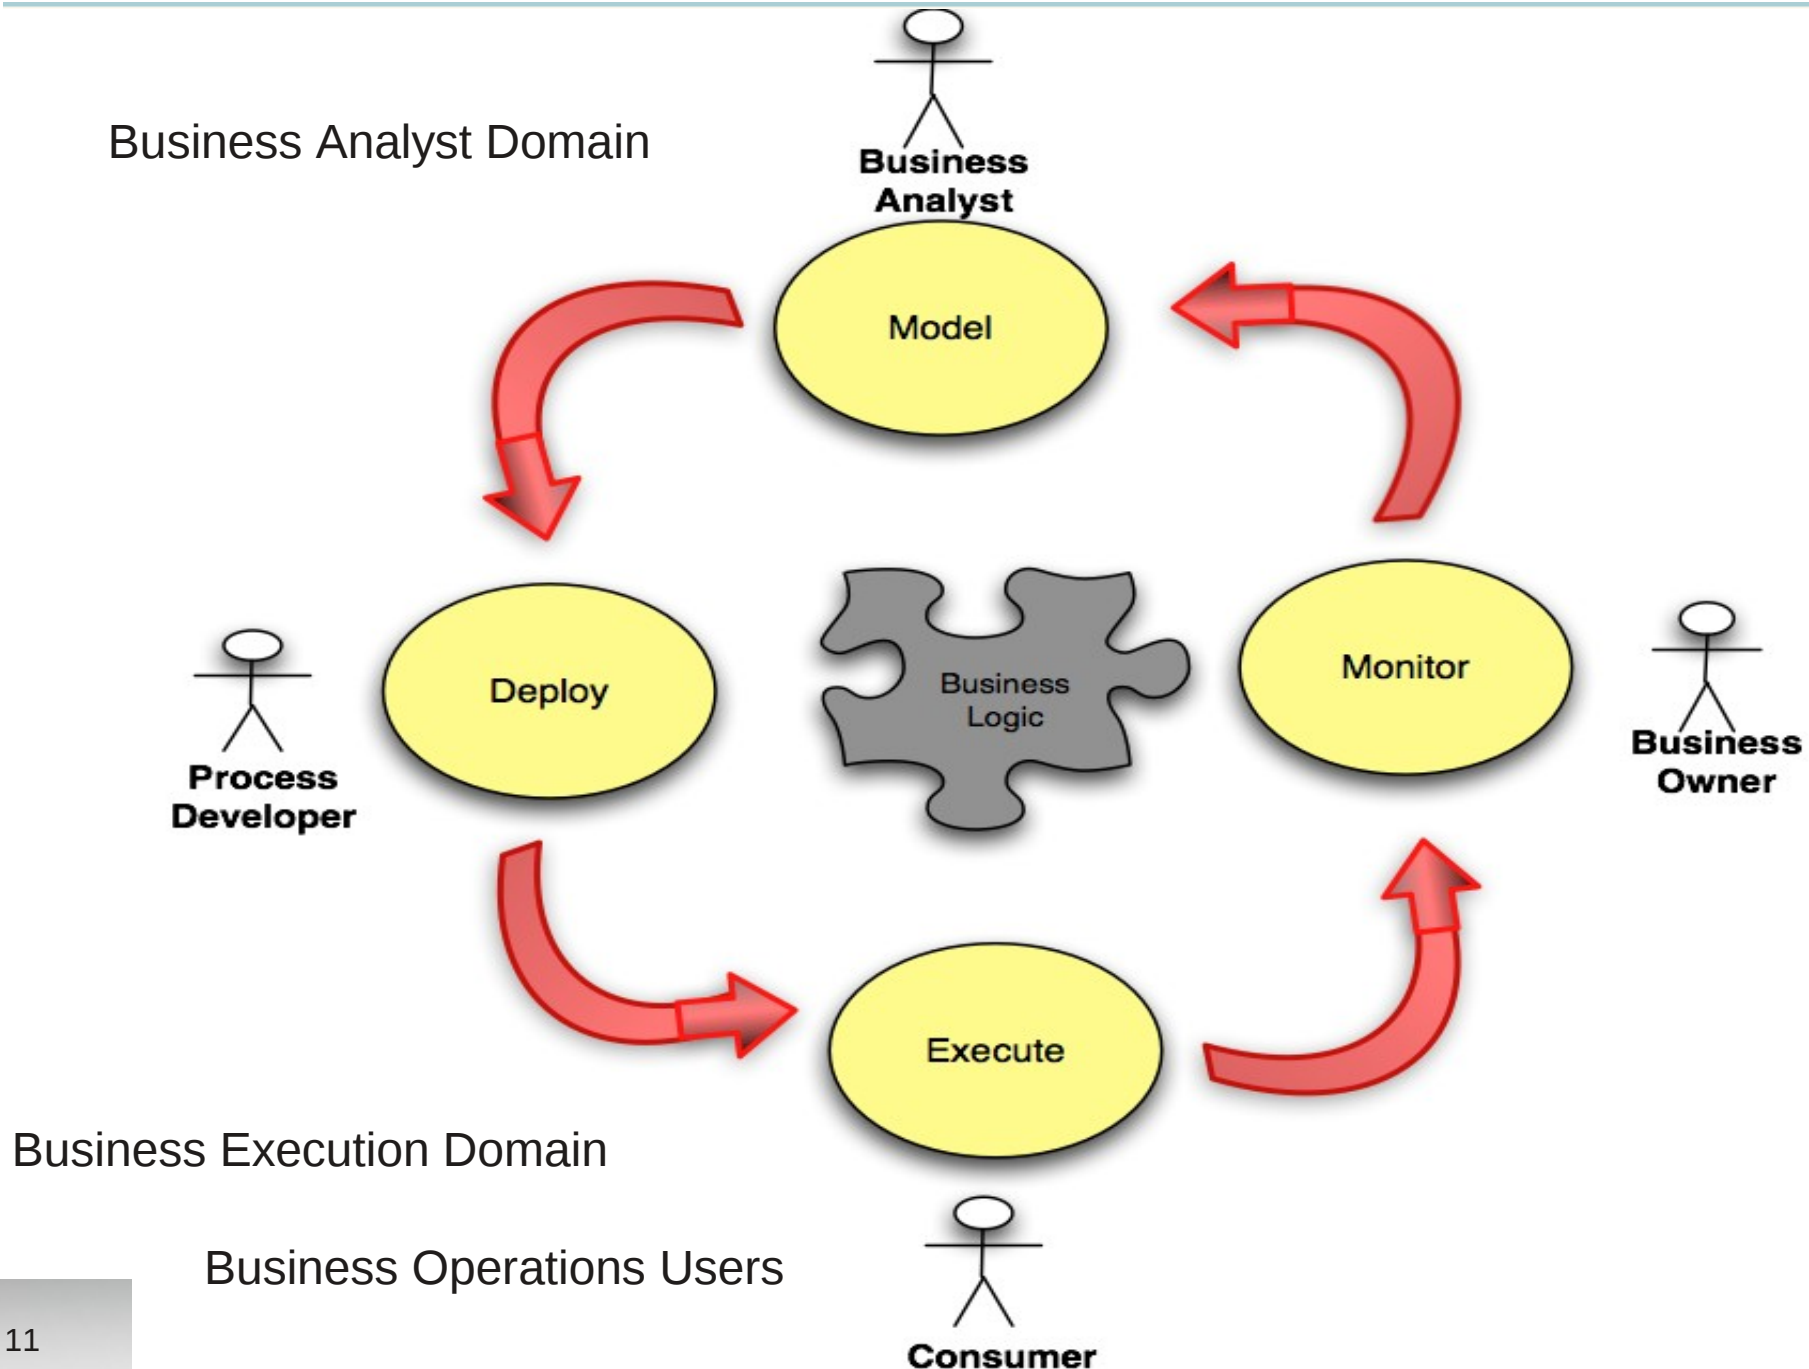 Business Analyst Domain
Business
Analyst
Model
Deploy
Process
Developer
Business
Logic
Monitor
Business
Owner
Execute
Business Execution Domain
Business Operations Users
Consumer
11